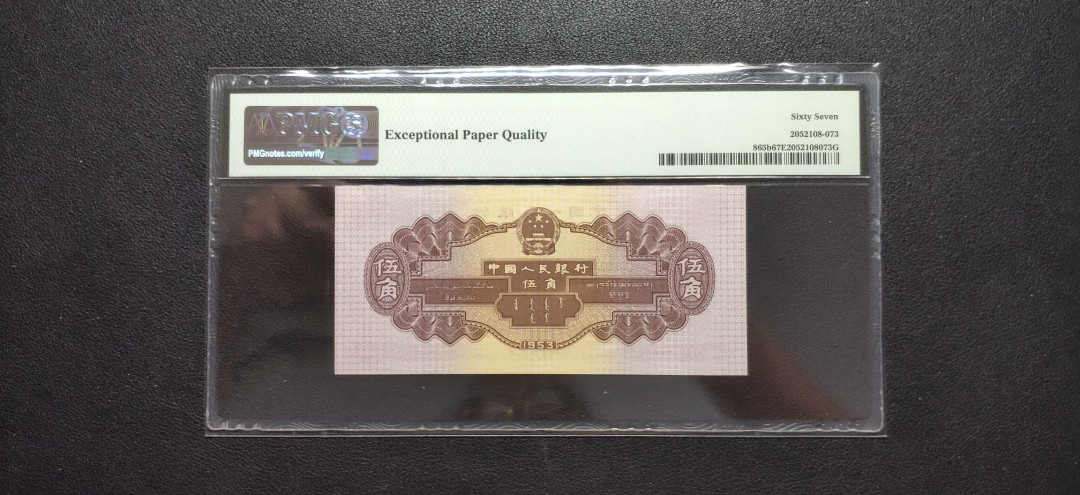 PMG
PMGnotes.com/verify
Exceptional Paper Quality
Sixty Seven
2052108-073
865b67E2052108073G
中國人民銀行
伍角
伍角
伍角
1953